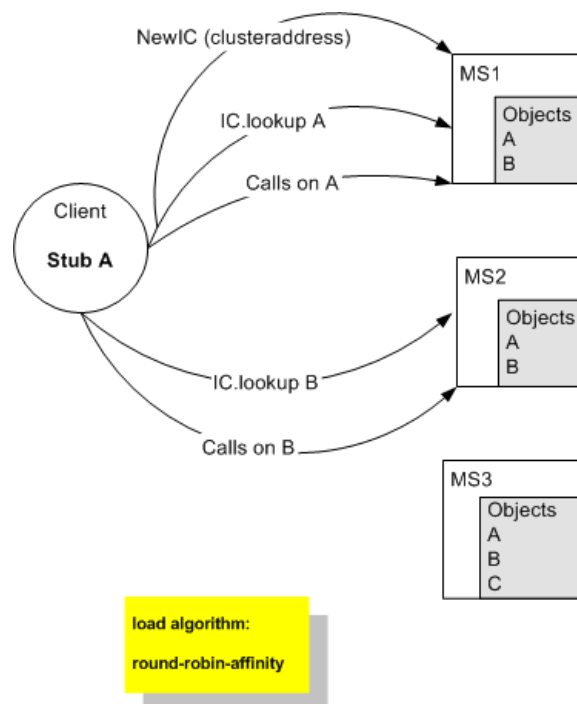 NewIC (clusteraddress)
MS1
Objects
A
B
IC.lookup A
Calls on A
Client
Stub A
MS2
Objects
A
B
IC.lookup B
Calls on B
MS3
Objects
A
B
C
load algorithm:
round-robin-affinity